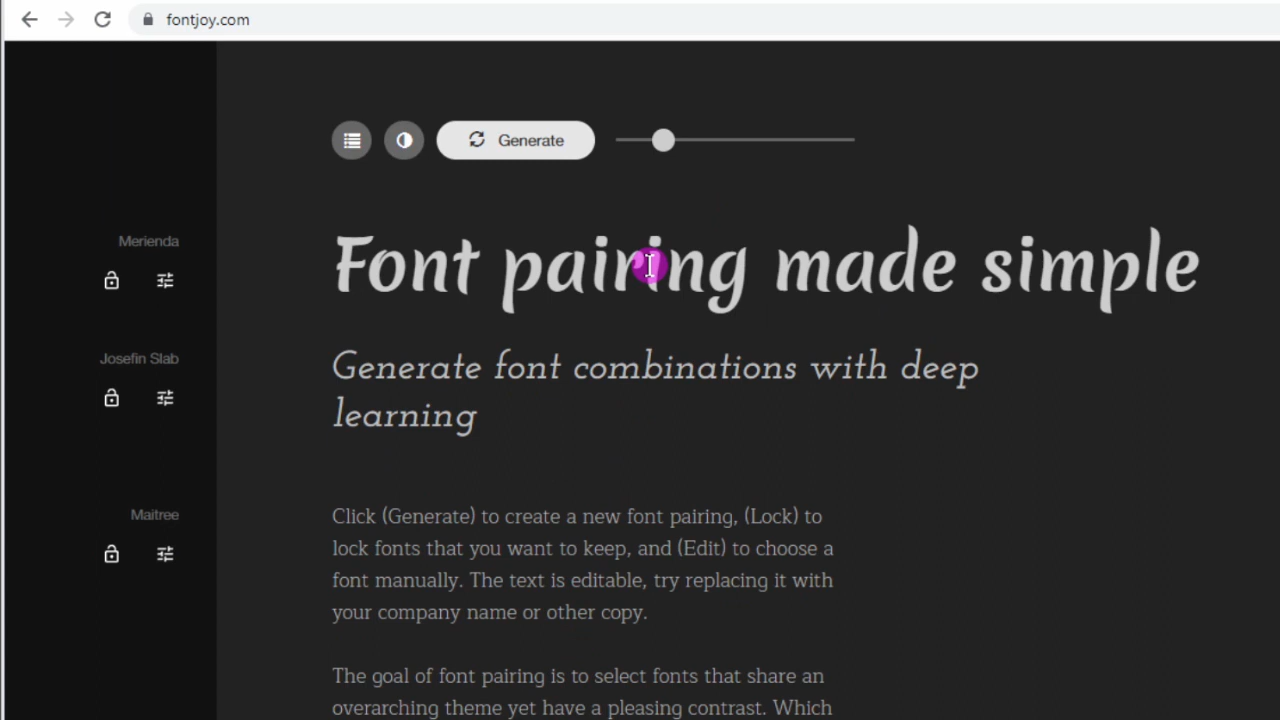 fontjoy.com
Generate
Merienda
Font pairing made simple
Josefin Slab
Generate font combinations with deep
learning
Maitree
Click (Generate) to create a new font pairing, (Lock) to
lock fonts that you want to keep, and (Edit) to choose a
font manually. The text is editable, try replacing it with
your company name or other copy.
The goal of font pairing is to select fonts that share an
overarching theme yet have a pleasing contrast. Which